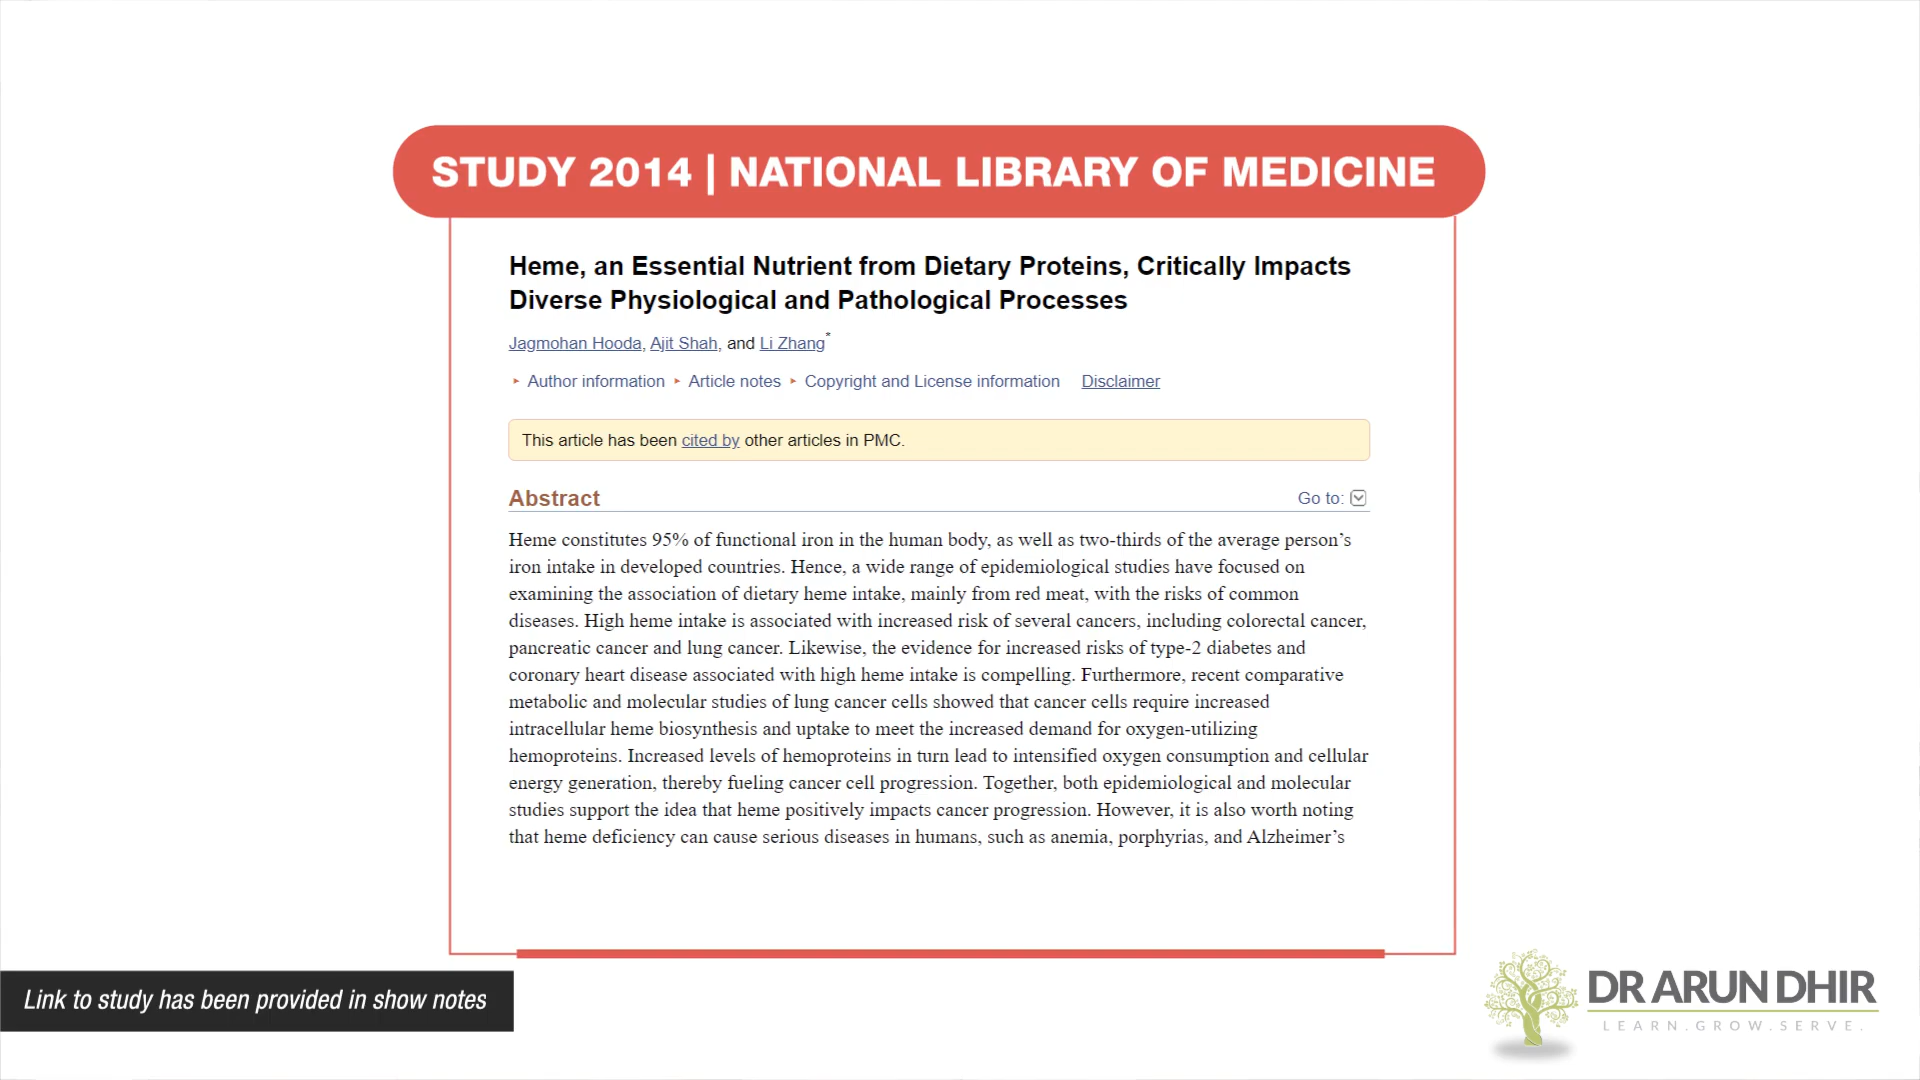 STUDY 2014 | NATIONAL LIBRARY OF MEDICINE
Heme, an Essential Nutrient from Dietary Proteins, Critically Impacts
Diverse Physiological and Pathological Processes
Jagmohan Hooda, Ajit Shah, and Li Zhang*
▸ Author information ▸ Article notes ▸ Copyright and License information Disclaimer
This article has been cited by other articles in PMC.
Abstract Go to:
Heme constitutes 95% of functional iron in the human body, as well as two-thirds of the average person’s
iron intake in developed countries. Hence, a wide range of epidemiological studies have focused on
examining the association of dietary heme intake, mainly from red meat, with the risks of common
diseases. High heme intake is associated with increased risk of several cancers, including colorectal cancer,
pancreatic cancer and lung cancer. Likewise, the evidence for increased risks of type-2 diabetes and
coronary heart disease associated with high heme intake is compelling. Furthermore, recent comparative
metabolic and molecular studies of lung cancer cells showed that cancer cells require increased
intracellular heme biosynthesis and uptake to meet the increased demand for oxygen-utilizing
hemoproteins. Increased levels of hemoproteins in turn lead to intensified oxygen consumption and cellular
energy generation, thereby fueling cancer cell progression. Together, both epidemiological and molecular
studies support the idea that heme positively impacts cancer progression. However, it is also worth noting
that heme deficiency can cause serious diseases in humans, such as anemia, porphyrias, and Alzheimer’s
Link to study has been provided in show notes
DR ARUN DHIR
LEARN.GROW.SERVE.